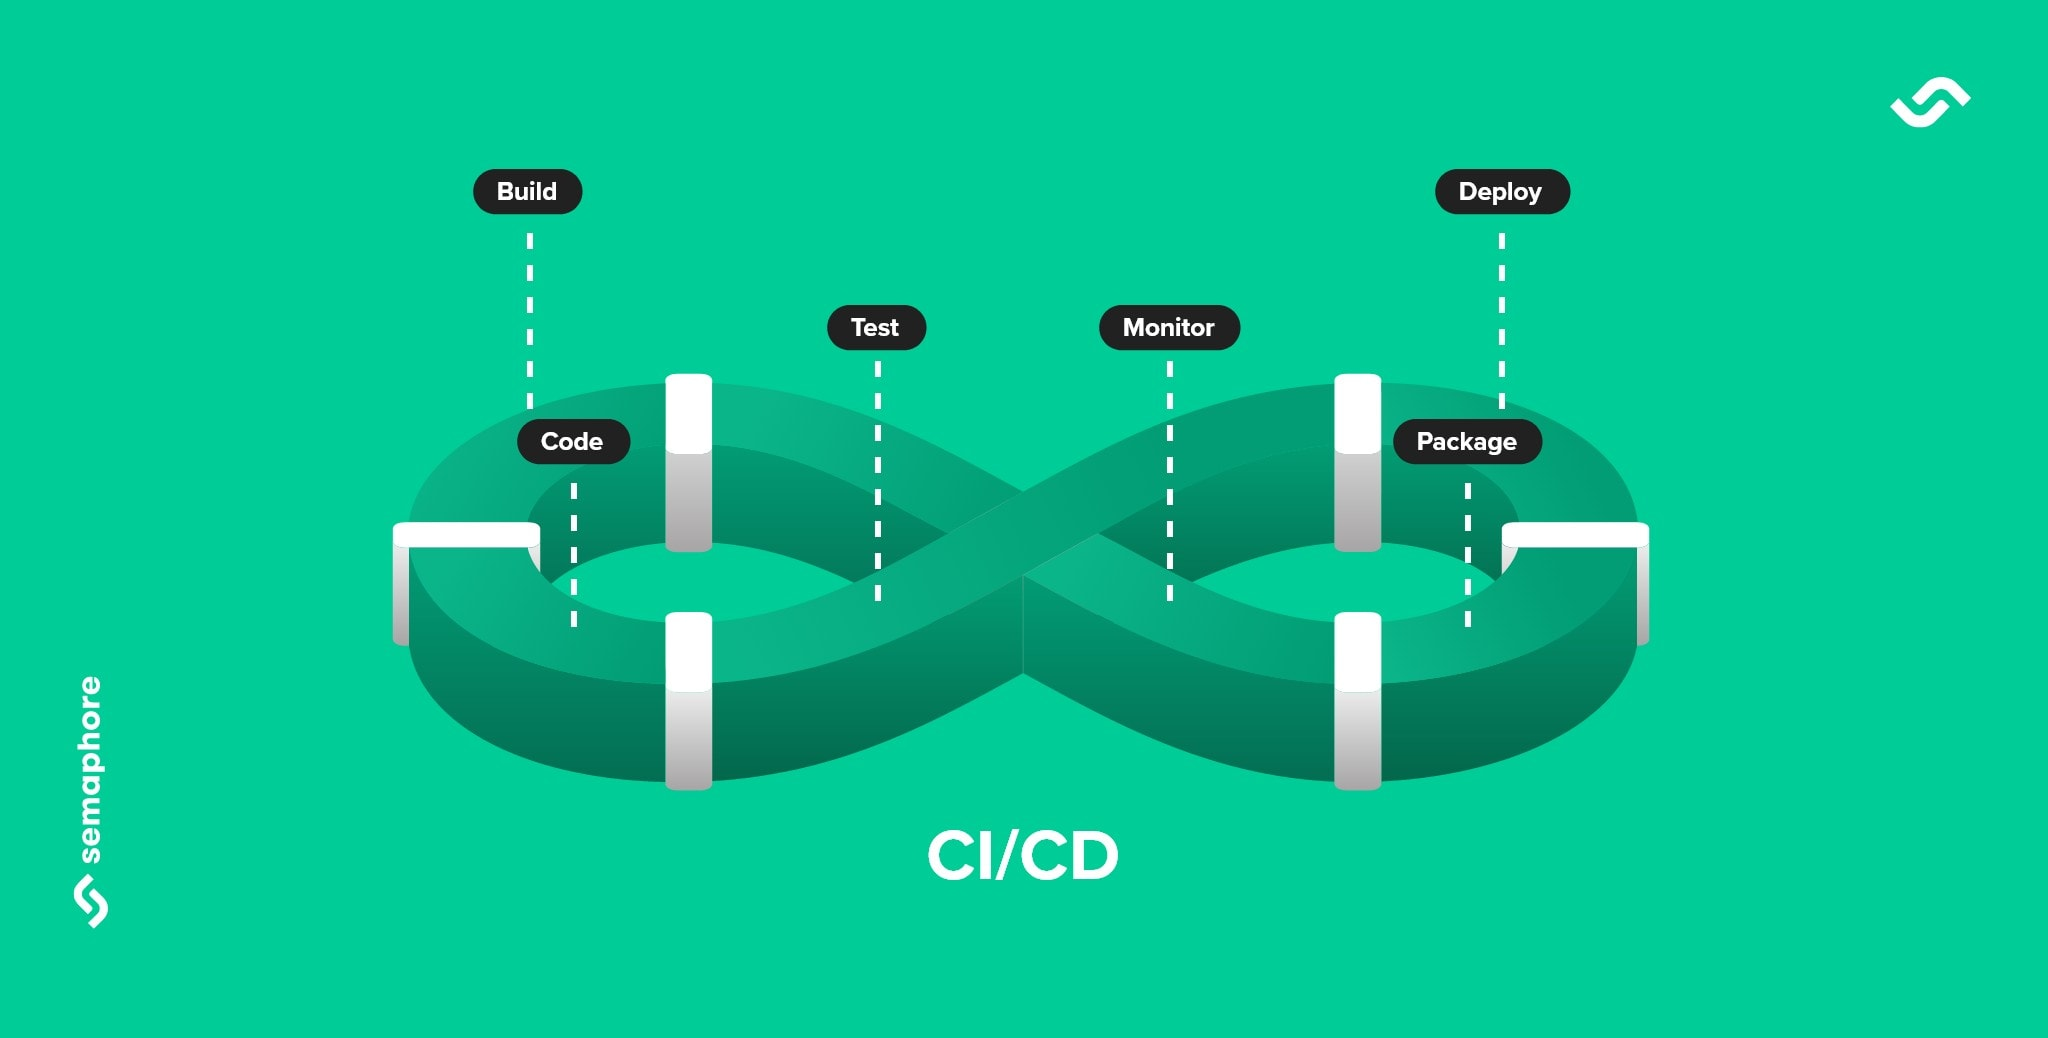 Build
Deploy
Test
Monitor
Code
Package
CI/CD
semaphore